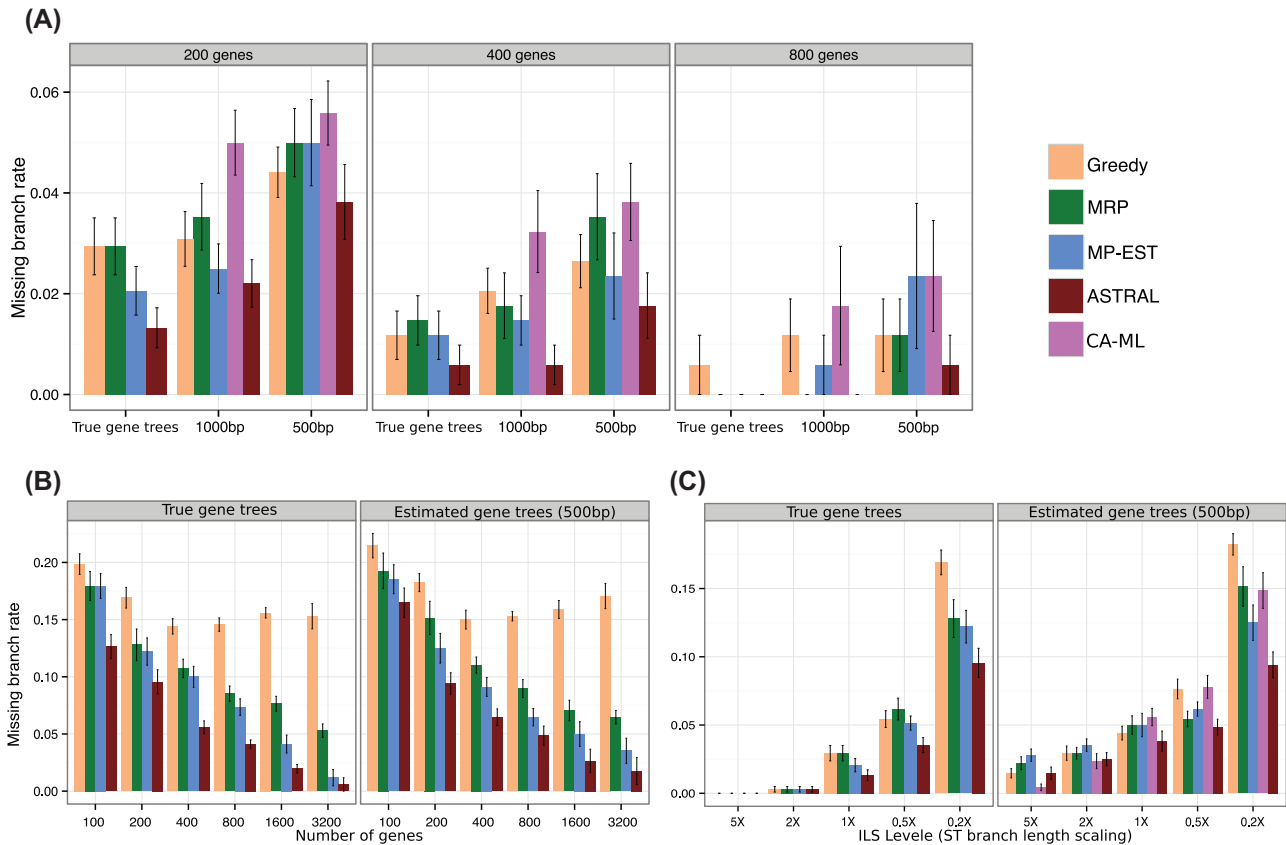 (A)
200 genes
400 genes
800 genes
Missing branch rate
0.06
0.04
0.02
0.00
True gene trees
1000bp
500bp
True gene trees
1000bp
500bp
True gene trees
1000bp
500bp
Greedy
MRP
MP-EST
ASTRAL
CA-ML
(B)
True gene trees
Estimated gene trees (500bp)
Missing branch rate
0.20
0.15
0.10
0.05
0.00
100
200
400
800
1600
3200
100
200
400
800
1600
3200
Number of genes
(C)
True gene trees
Estimated gene trees (500bp)
0.15
0.10
0.05
0.00
5X
2X
1X
0.5X
0.2X
5X
2X
1X
0.5X
0.2X
ILS Levele (ST branch length scaling)